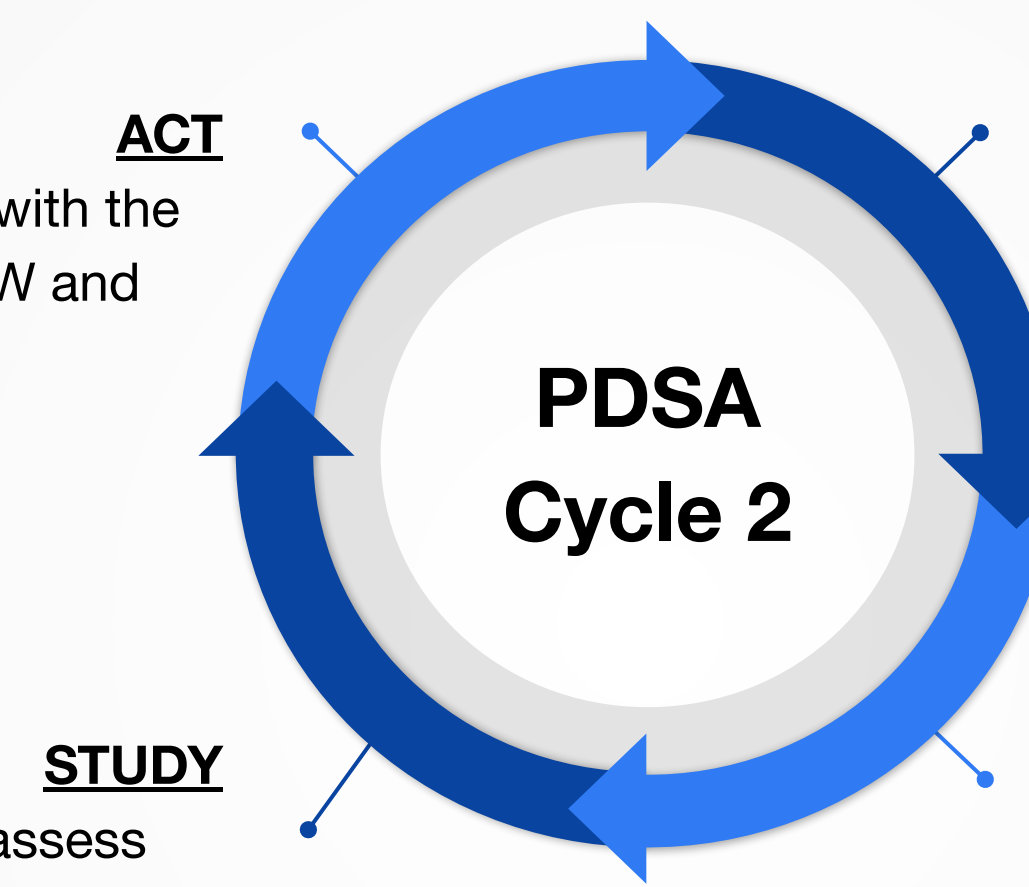 ACT
with the
W and
PDSA
Cycle 2
STUDY
assess